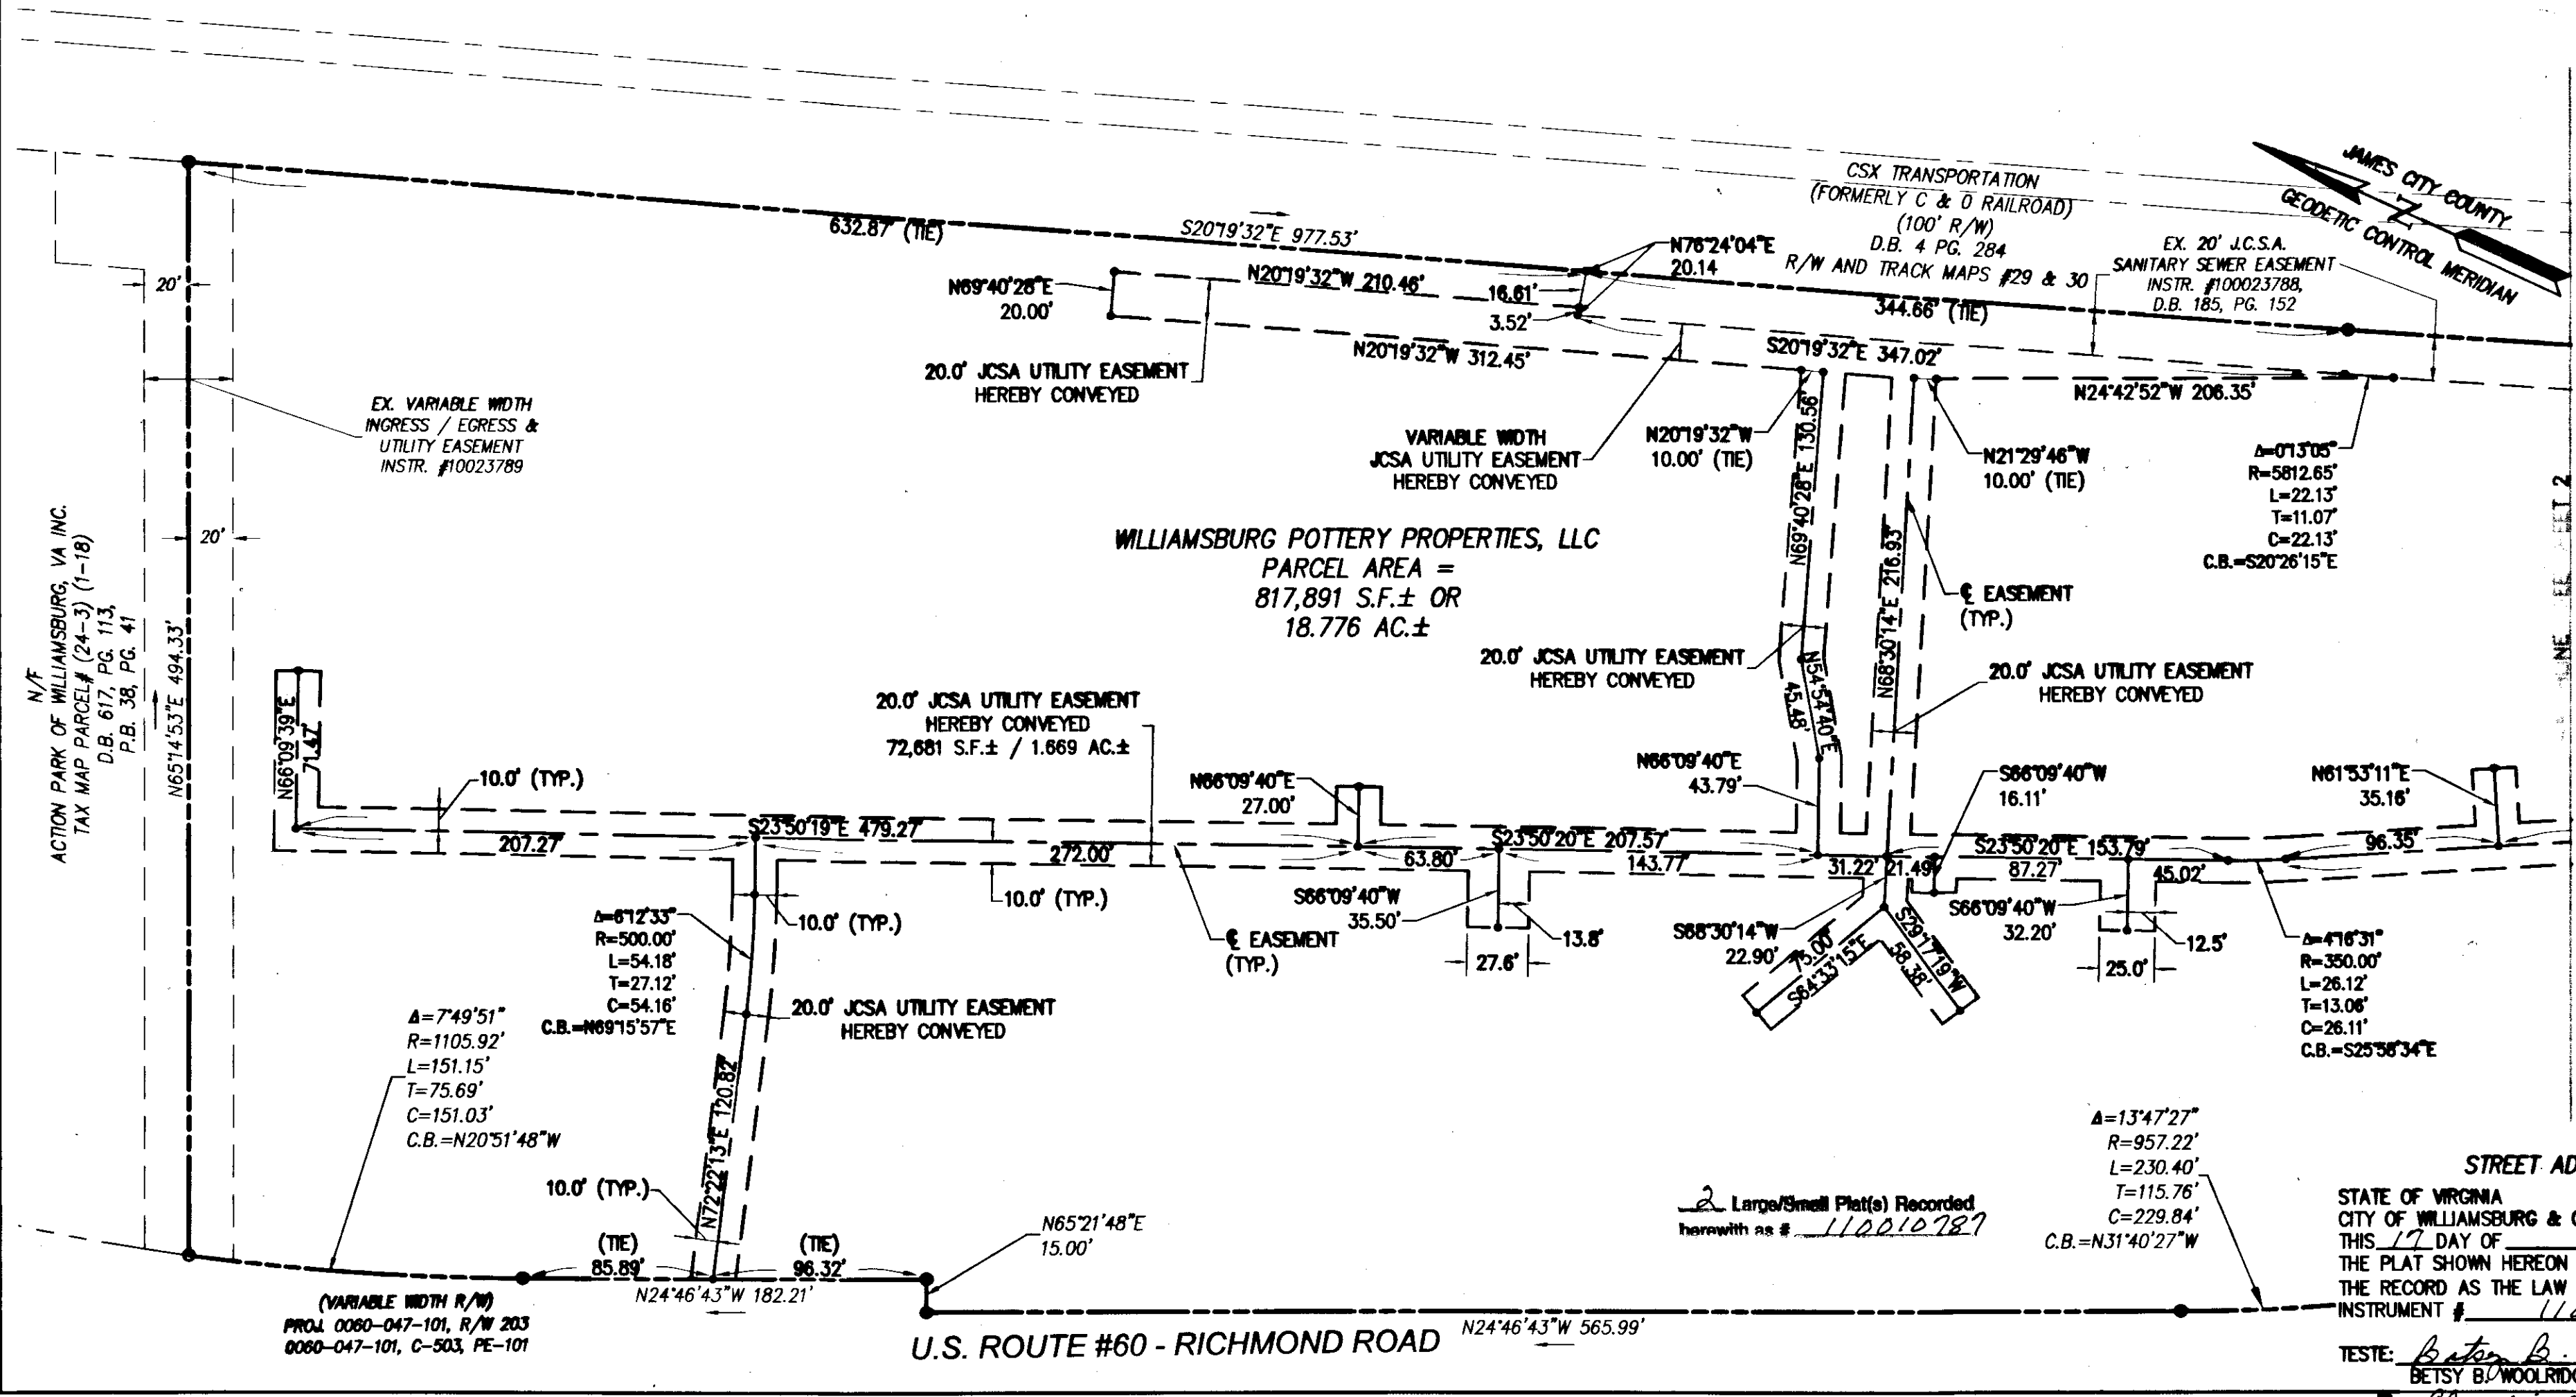 632.87' (TIE)
S20°19'32"E 977.53'
CSX TRANSPORTATION
(FORMERLY C & O RAILROAD)
(100' R/W)
D.B. 4 PG. 284
R/W AND TRACK MAPS #29 & 30
JAMES CITY COUNTY
GEODETIC CONTROL MERIDIAN
N
EX. 20' J.C.S.A.
SANITARY SEWER EASEMENT
INSTR. #100023788,
D.B. 185, PG. 152
N76°24'04"E
20.14
N69°40'28"E
20.00'
N20°19'32"W 210.46'
16.61'
3.52'
344.66' (TIE)
20'
N20°19'32"W 312.45'
S20°19'32"E 347.02'
20.0' JCSA UTILITY EASEMENT
HEREBY CONVEYED
N24°42'52"W 206.35'
EX. VARIABLE WIDTH
INGRESS / EGRESS &
UTILITY EASEMENT
INSTR. #10023789
VARIABLE WIDTH
JCSA UTILITY EASEMENT
HEREBY CONVEYED
N20°19'32"W
10.00' (TIE)
N69°40'28"E 130.56'
N21°29'46"W
10.00' (TIE)
Δ=0°13'05"
R=5812.65'
L=22.13'
T=11.07'
C=22.13'
C.B.=S20°26'15"E
20'
N/F
ACTION PARK OF WILLIAMSBURG, VA INC.
TAX MAP PARCEL# (24-3) (1-18)
D.B. 617, PG. 113,
P.B. 38, PG. 41
N65°14'53"E 494.33'
WILLIAMSBURG POTTERY PROPERTIES, LLC
PARCEL AREA =
817,891 S.F.± OR
18.776 AC.±
N68°30'14"E 216.93'
℄ EASEMENT
(TYP.)
20.0' JCSA UTILITY EASEMENT
HEREBY CONVEYED
N54°54'40"E
45.48'
20.0' JCSA UTILITY EASEMENT
HEREBY CONVEYED
20.0' JCSA UTILITY EASEMENT
HEREBY CONVEYED
72,681 S.F.± / 1.669 AC.±
N66°09'39"E
71.47'
10.0' (TYP.)
N66°09'40"E
27.00'
N66°09'40"E
43.79'
S66°09'40"W
16.11'
N61°53'11"E
35.16'
207.27'
S23°50'19"E 479.27'
272.00'
63.80'
S23°50'20"E 207.57'
143.77'
31.22'
21.49'
S23°50'20"E 153.79'
87.27'
45.02'
96.35'
10.0' (TYP.)
10.0' (TYP.)
℄ EASEMENT
(TYP.)
S66°09'40"W
35.50'
13.8'
27.6'
S68°30'14"W
22.90'
75.00'
S64°33'15"E
S29°17'19"W
58.38'
S66°09'40"W
32.20'
12.5'
25.0'
Δ=4°16'31"
R=350.00'
L=26.12'
T=13.06'
C=26.11'
C.B.=S25°58'34"E
Δ=6°12'33"
R=500.00'
L=54.18'
T=27.12'
C=54.16'
C.B.=N69°15'57"E
20.0' JCSA UTILITY EASEMENT
HEREBY CONVEYED
Δ=7°49'51"
R=1105.92'
L=151.15'
T=75.69'
C=151.03'
C.B.=N20°51'48"W
N72°22'13"E 120.82'
10.0' (TYP.)
(TIE)
85.89'
(TIE)
96.32'
N24°46'43"W 182.21'
N65°21'48"E
15.00'
(VARIABLE WIDTH R/W)
PROJ. 0060-047-101, R/W 203
0060-047-101, C-503, PE-101
U.S. ROUTE #60 - RICHMOND ROAD
N24°46'43"W 565.99'
2 Large/Small Plat(s) Recorded
herewith as # 110010787
Δ=13°47'27"
R=957.22'
L=230.40'
T=115.76'
C=229.84'
C.B.=N31°40'27"W
STREET AD
STATE OF VIRGINIA
CITY OF WILLIAMSBURG & C
THIS 17 DAY OF
THE PLAT SHOWN HEREON
THE RECORD AS THE LAW
INSTRUMENT # 110
TESTE: Betsy B.
BETSY B. WOOLRIDG